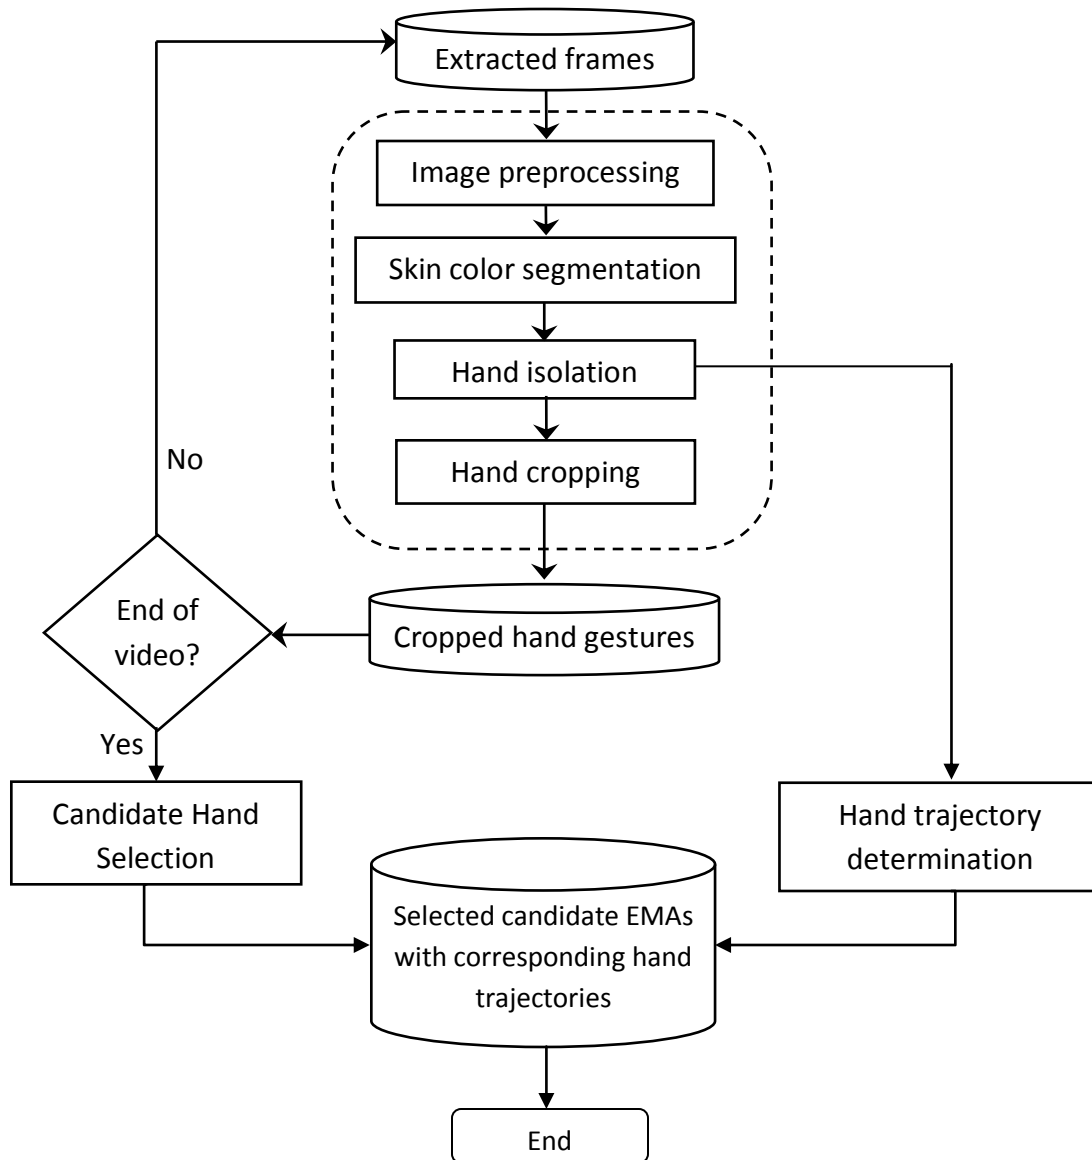 Extracted frames
Image preprocessing
Skin color segmentation
Hand isolation
Hand cropping
No
End of
video?
Cropped hand gestures
Yes
Candidate Hand
Selection
Hand trajectory
determination
Selected candidate EMAs
with corresponding hand
trajectories
End